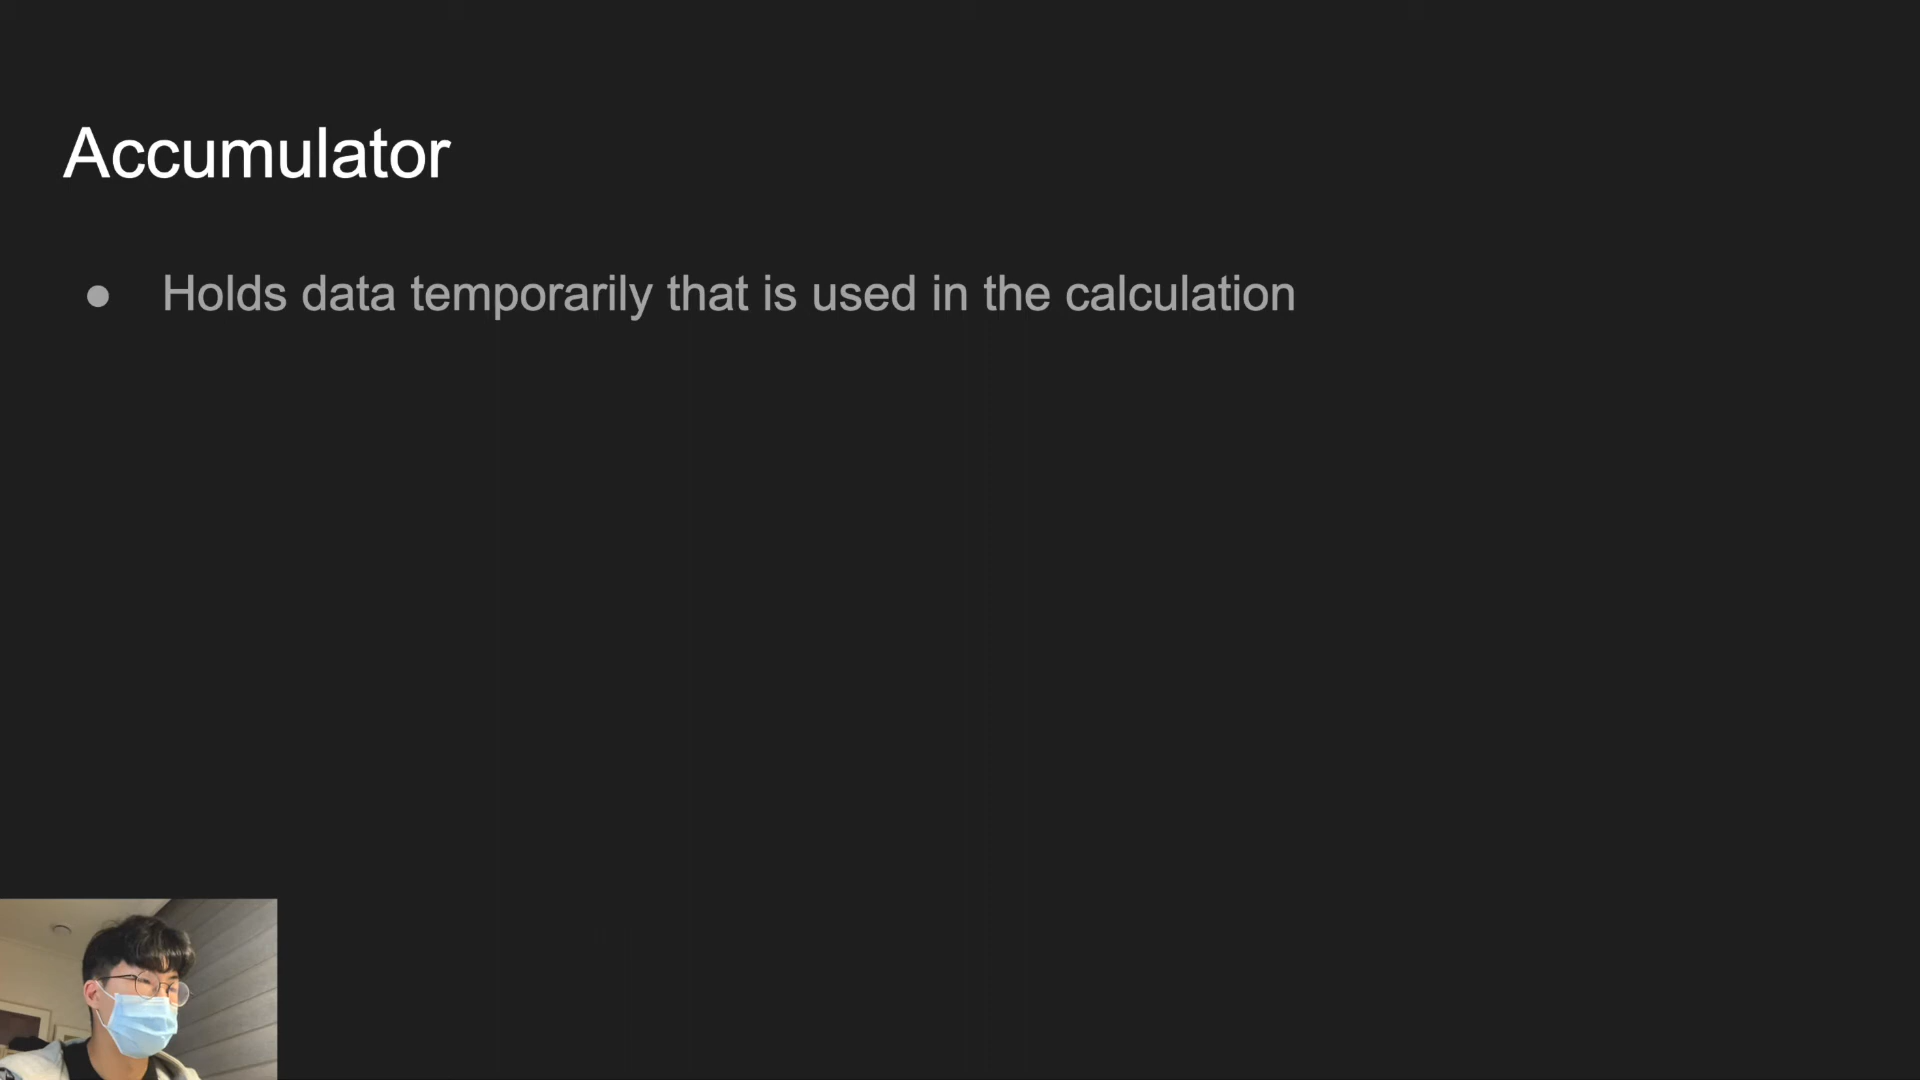 Accumulator
● Holds data temporarily that is used in the calculation